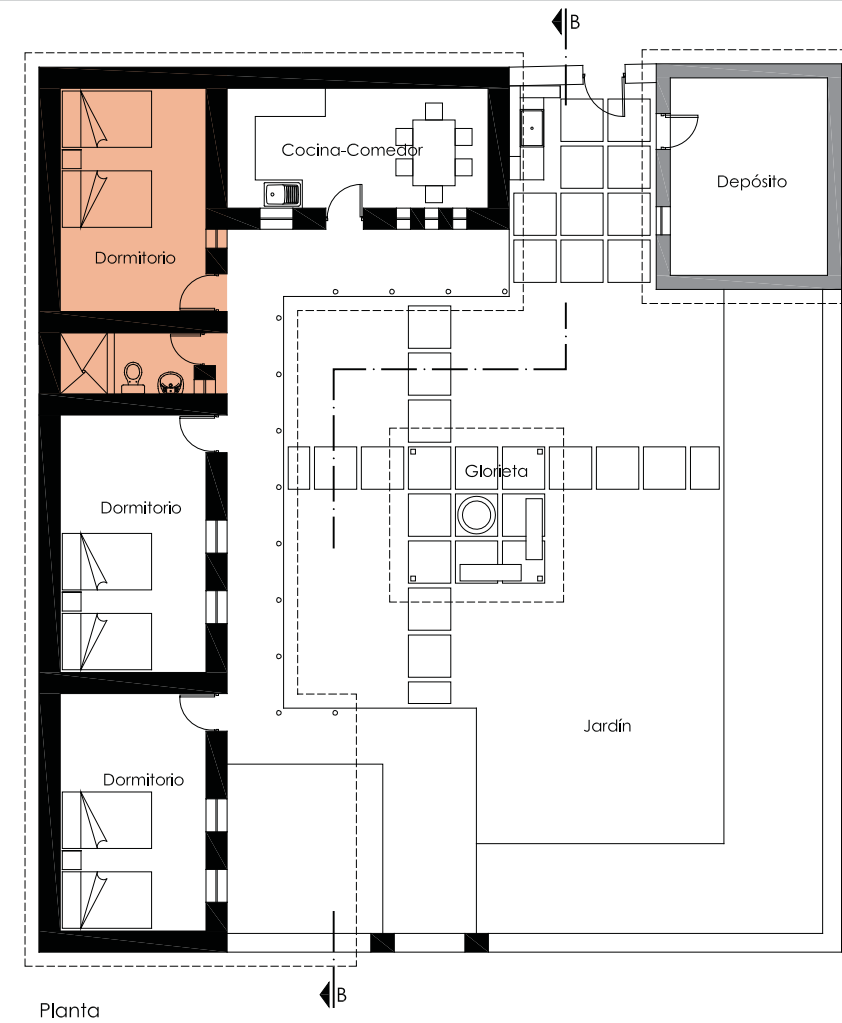 B
Cocina-Comedor
Depósito
Dormitorio
Glorieta
Dormitorio
Jardín
Dormitorio
B
Planta